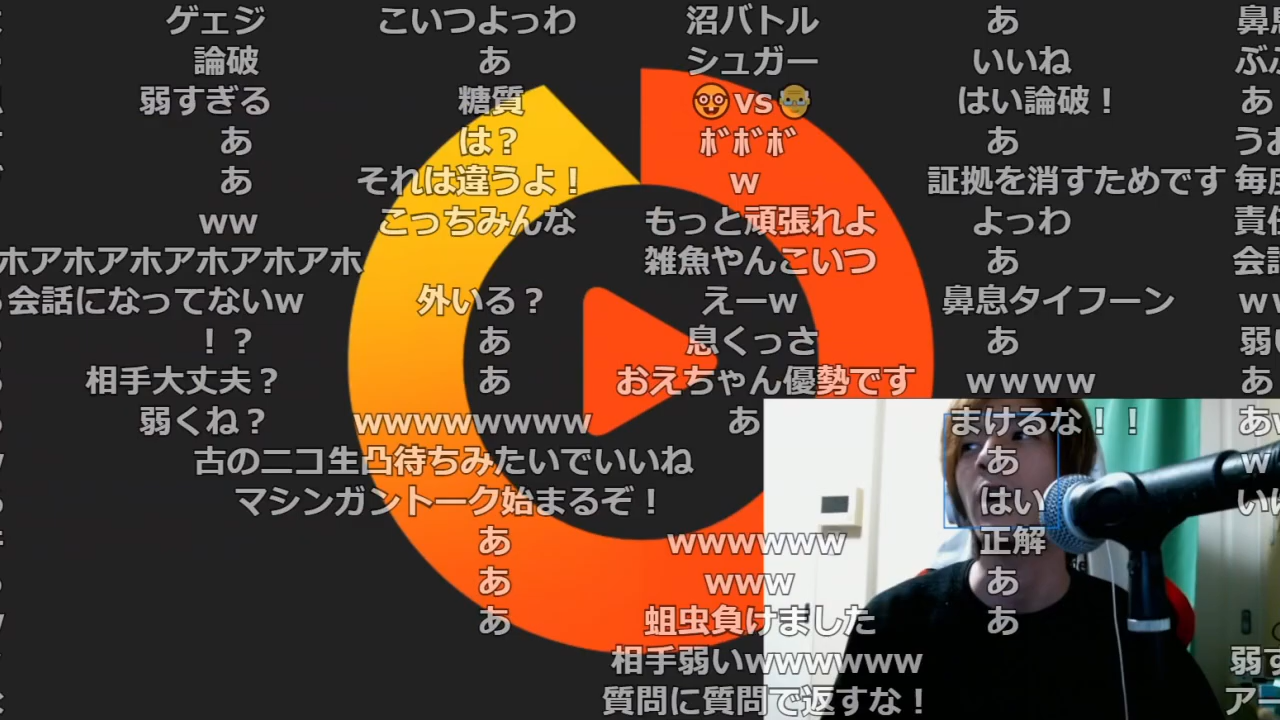 ゲェジ こいつよっわ 沼バトル あ 鼻息
論破 あ シュガー いいね
弱すぎる 糖質 🤓vs👴 はい論破！ あ
あ は？ ﾎﾞﾎﾞﾎﾞ あ
あ それは違うよ！ w 証拠を消すためです
ww こっちみんな もっと頑張れよ よっわ
ホアホアホアホアホアホ 雑魚やんこいつ あ 会話
会話になってないw 外いる？ えーw 鼻息タイフーン
！？ あ 息くっさ あ
相手大丈夫？ あ おえちゃん優勢です wwww あ
弱くね？ wwwwwwwww あ まけるな！！
古のニコ生凸待ちみたいでいいね あ w
マシンガントーク始まるぞ！ はい
あ wwwwww 正解
あ www あ
あ 蛆虫負けました あ
相手弱いwwwwww
質問に質問で返すな！